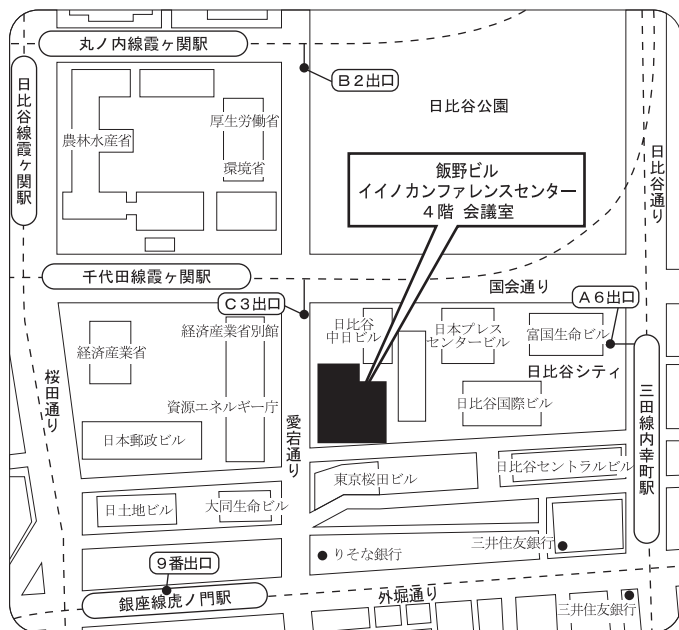 丸ノ内線霞ヶ関駅
B2出口
日比谷線霞ヶ関駅
農林水産省
厚生労働省
環境省
日比谷公園
日比谷通り
飯野ビル
イイノカンファレンスセンター
4階 会議室
千代田線霞ヶ関駅
国会通り
C3出口
A6出口
経済産業省
経済産業省別館
日比谷
中日ビル
日本プレス
センタービル
富国生命ビル
日比谷シティ
桜田通り
資源エネルギー庁
愛宕通り
日比谷国際ビル
三田線内幸町駅
日本郵政ビル
東京桜田ビル
日比谷セントラルビル
日土地ビル
大同生命ビル
りそな銀行
三井住友銀行
9番出口
銀座線虎ノ門駅
外堀通り
三井住友銀行